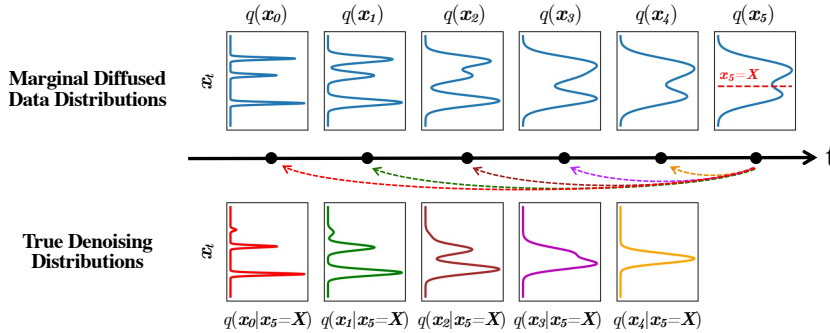 q(x₀) q(x₁) q(x₂) q(x₃) q(x₄) q(x₅)
Marginal Diffused
Data Distributions
xₜ
x₅=X
t
True Denoising
Distributions
xₜ
q(x₀|x₅=X) q(x₁|x₅=X) q(x₂|x₅=X) q(x₃|x₅=X) q(x₄|x₅=X)